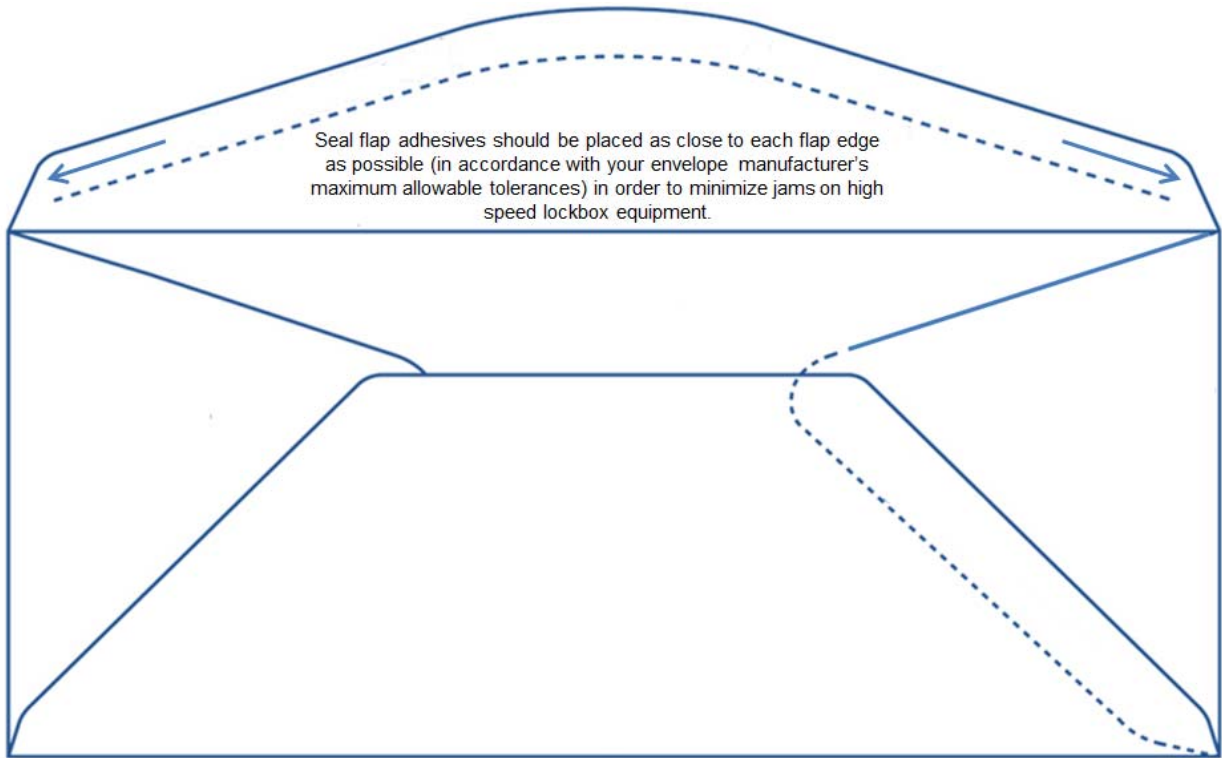 Seal flap adhesives should be placed as close to each flap edge
as possible (in accordance with your envelope manufacturer's
maximum allowable tolerances) in order to minimize jams on high
speed lockbox equipment.